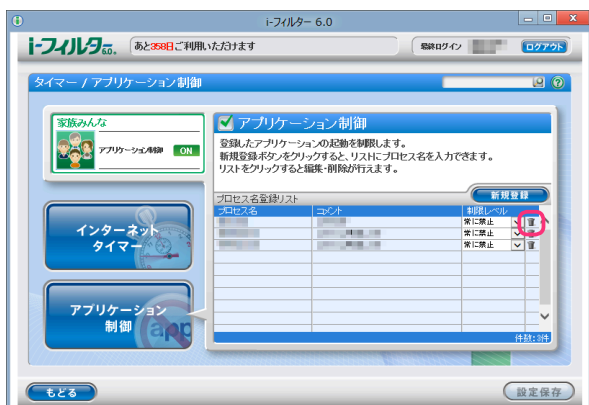 i-フィルター 6.0
i-フィルター 6.0
あと358日ご利用いただけます
最終ログイン
ログアウト
タイマー / アプリケーション制御
家族みんな
アプリケーション制御
ON
アプリケーション制御
登録したアプリケーションの起動を制限します。
新規登録ボタンをクリックすると、リストにプロセス名を入力できます。
リストをクリックすると編集・削除が行えます。
プロセス名登録リスト
新規登録
プロセス名 コメント 制限レベル
常に禁止
常に禁止
常に禁止
インターネット
タイマー
アプリケーション
制御
app
件数:3件
もどる
設定保存